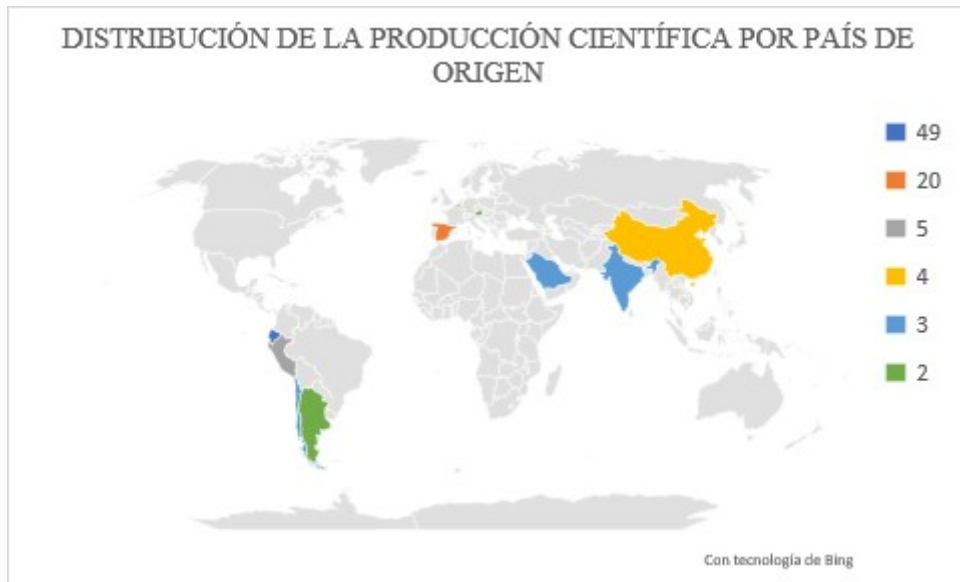 DISTRIBUCIÓN DE LA PRODUCCIÓN CIENTÍFICA POR PAÍS DE
ORIGEN
49
20
5
4
3
2
Con tecnología de Bing